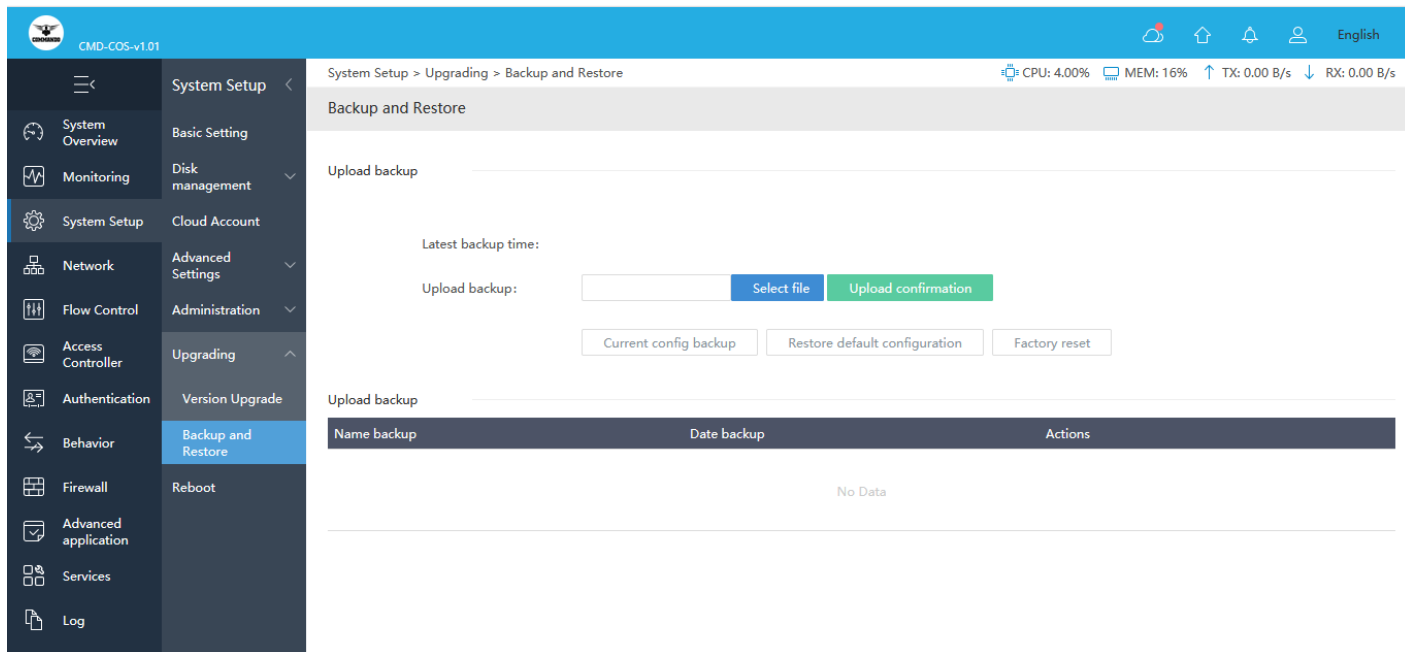 COMMANDO
CMD-COS-v1.01
English
System Setup
System Setup > Upgrading > Backup and Restore
CPU: 4.00%
MEM: 16%
TX: 0.00 B/s
RX: 0.00 B/s
Backup and Restore
System
Overview
Monitoring
System Setup
Network
Flow Control
Access
Controller
Authentication
Behavior
Firewall
Advanced
application
Services
Log
Basic Setting
Disk
management
Cloud Account
Advanced
Settings
Administration
Upgrading
Version Upgrade
Backup and
Restore
Reboot
Upload backup
Latest backup time:
Upload backup:
Select file
Upload confirmation
Current config backup
Restore default configuration
Factory reset
Upload backup
Name backup
Date backup
Actions
No Data